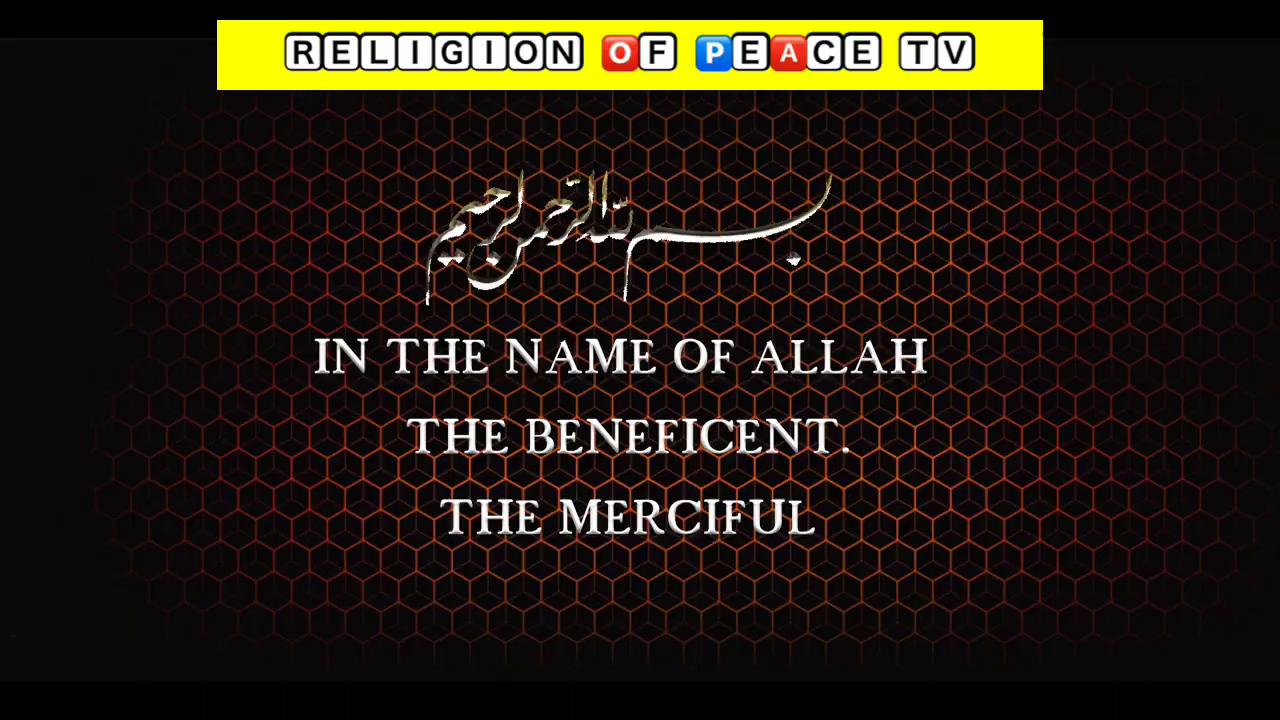 RELIGION OF PEACE TV
بسم الله الرحمن الرحيم
IN THE NAME OF ALLAH
THE BENEFICENT.
THE MERCIFUL